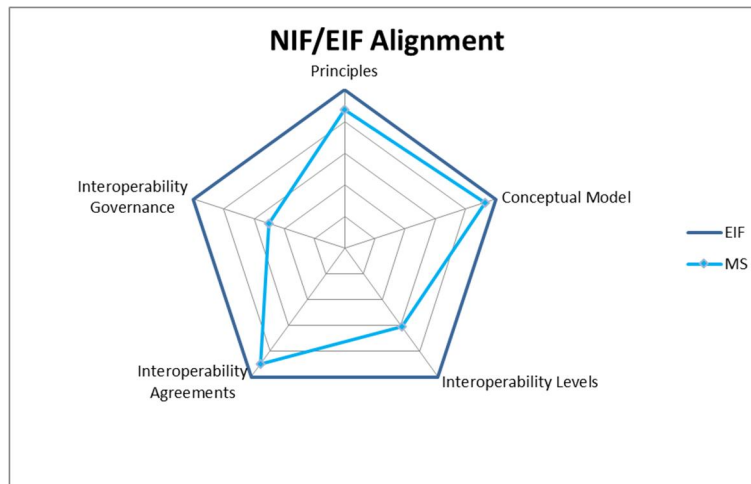 NIF/EIF Alignment
Principles
Interoperability
Governance
Conceptual Model
EIF
MS
Interoperability
Agreements
Interoperability Levels